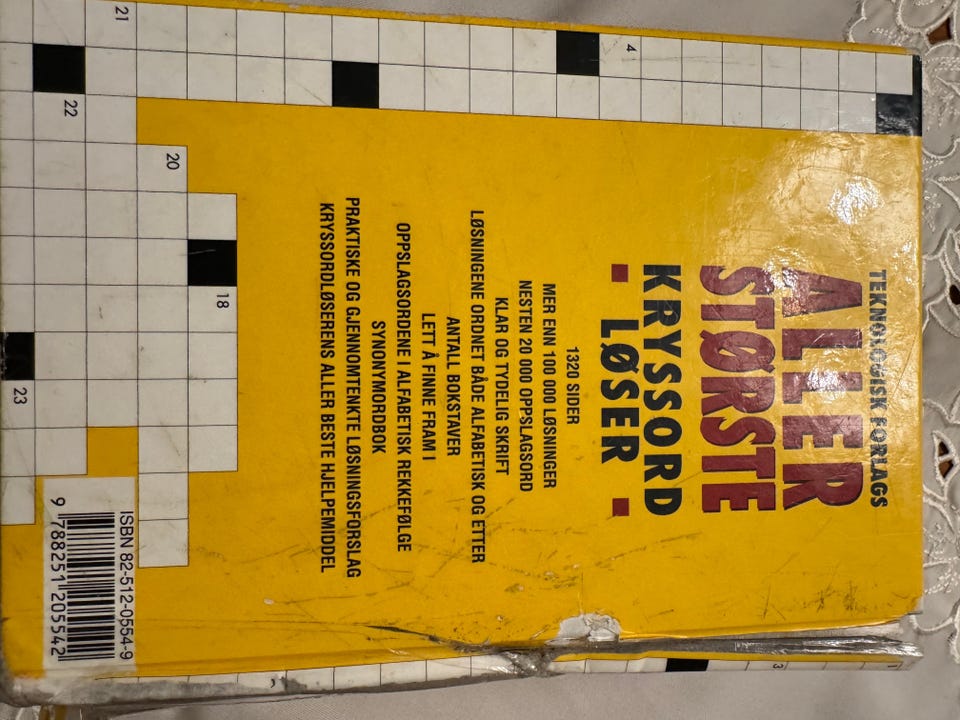 TEKNOLOGISK FORLAGS
ALLER
STØRSTE
KRYSSORD
LØSER
1320 SIDER
MER ENN 100 000 LØSNINGER
NESTEN 20 000 OPPSLAGSORD
KLAR OG TYDELIG SKRIFT
LØSNINGENE ORDNET BÅDE ALFABETISK OG ETTER
ANTALL BOKSTAVER
LETT Å FINNE FRAM I
OPPSLAGSORDENE I ALFABETISK REKKEFØLGE
SYNONYMORDBOK
PRAKTISKE OG GJENNOMTENKTE LØSNINGSFORSLAG
KRYSSORDLØSERENS ALLER BESTE HJELPEMIDDEL
4
21
22
20
18
23
ISBN 82-512-0554-9
9 788251 205542
3
1